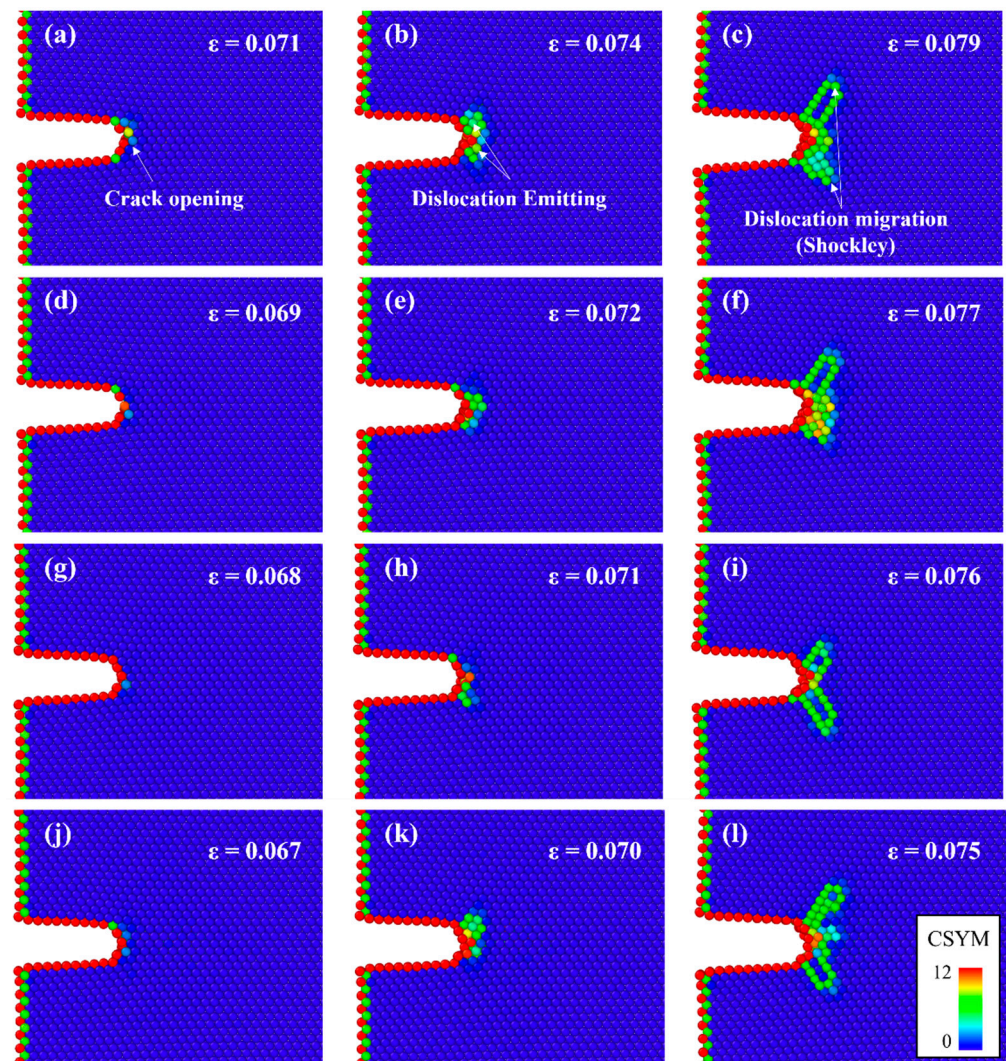 (a)
ε = 0.071
Crack opening
(b)
ε = 0.074
Dislocation Emitting
(c)
ε = 0.079
Dislocation migration
(Shockley)
(d)
ε = 0.069
(e)
ε = 0.072
(f)
ε = 0.077
(g)
ε = 0.068
(h)
ε = 0.071
(i)
ε = 0.076
(j)
ε = 0.067
(k)
ε = 0.070
(l)
ε = 0.075
CSYM
12
0